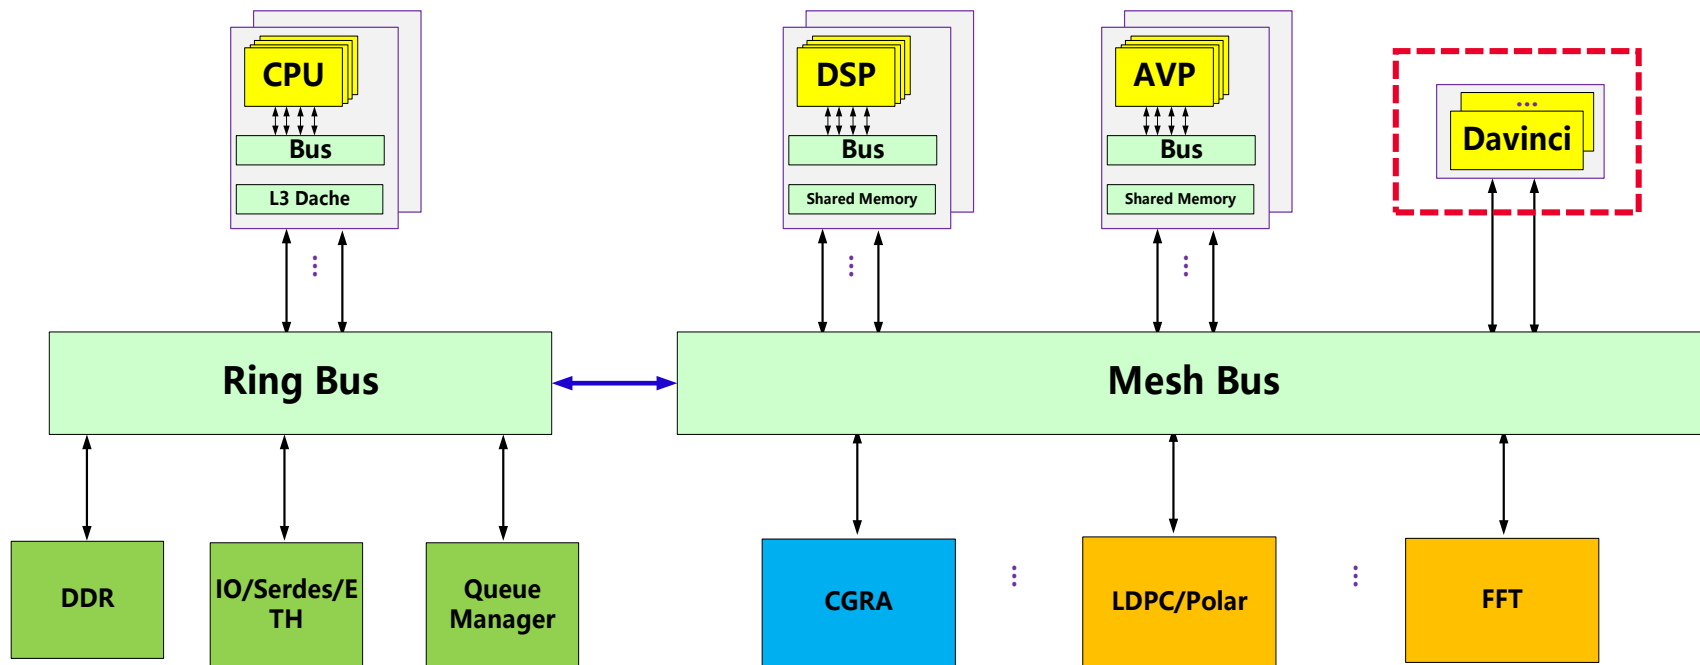 CPU
Bus
L3 Dache
DSP
Bus
Shared Memory
AVP
Bus
Shared Memory
...
Davinci
Ring Bus
Mesh Bus
DDR
IO/Serdes/E
TH
Queue
Manager
CGRA
LDPC/Polar
FFT